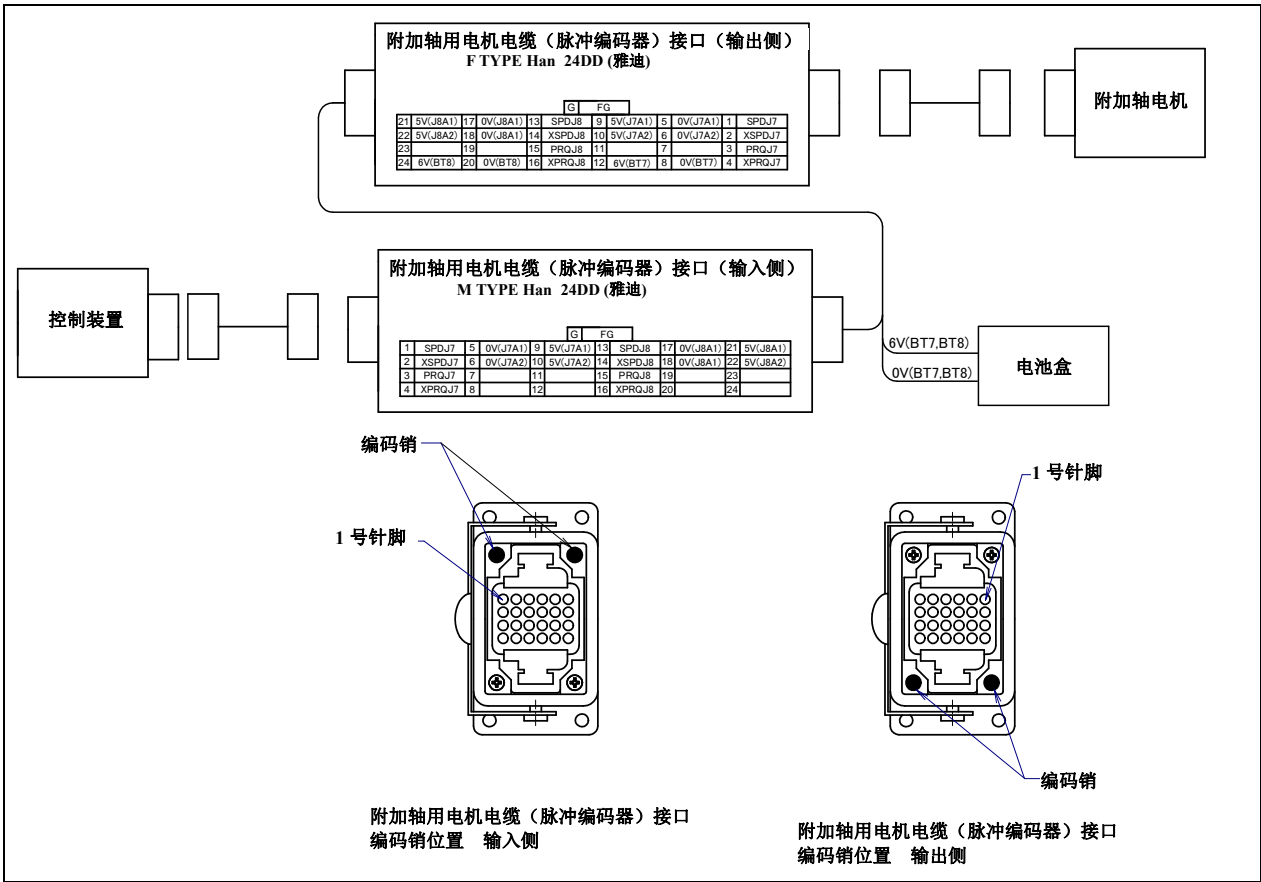 附加轴用电机电缆（脉冲编码器）接口（输出侧）
F TYPE Han 24DD (雅迪)
G FG
21 5V(J8A1) 17 0V(J8A1) 13 SPDJ8 9 5V(J7A1) 5 0V(J7A1) 1 SPDJ7
22 5V(J8A2) 18 0V(J8A1) 14 XSPDJ8 10 5V(J7A2) 6 0V(J7A2) 2 XSPDJ7
23 19 15 PRQJ8 11 7 3 PRQJ7
24 6V(BT8) 20 0V(BT8) 16 XPRQJ8 12 6V(BT7) 8 0V(BT7) 4 XPRQJ7
附加轴电机
附加轴用电机电缆（脉冲编码器）接口（输入侧）
M TYPE Han 24DD (雅迪)
G FG
1 SPDJ7 5 0V(J7A1) 9 5V(J7A1) 13 SPDJ8 17 0V(J8A1) 21 5V(J8A1)
2 XSPDJ7 6 0V(J7A2) 10 5V(J7A2) 14 XSPDJ8 18 0V(J8A1) 22 5V(J8A2)
3 PRQJ7 7 11 15 PRQJ8 19 23
4 XPRQJ7 8 12 16 XPRQJ8 20 24
控制装置
6V(BT7,BT8)
0V(BT7,BT8)
电池盒
编码销
1 号针脚
1 号针脚
编码销
附加轴用电机电缆（脉冲编码器）接口
编码销位置 输入侧
附加轴用电机电缆（脉冲编码器）接口
编码销位置 输出侧